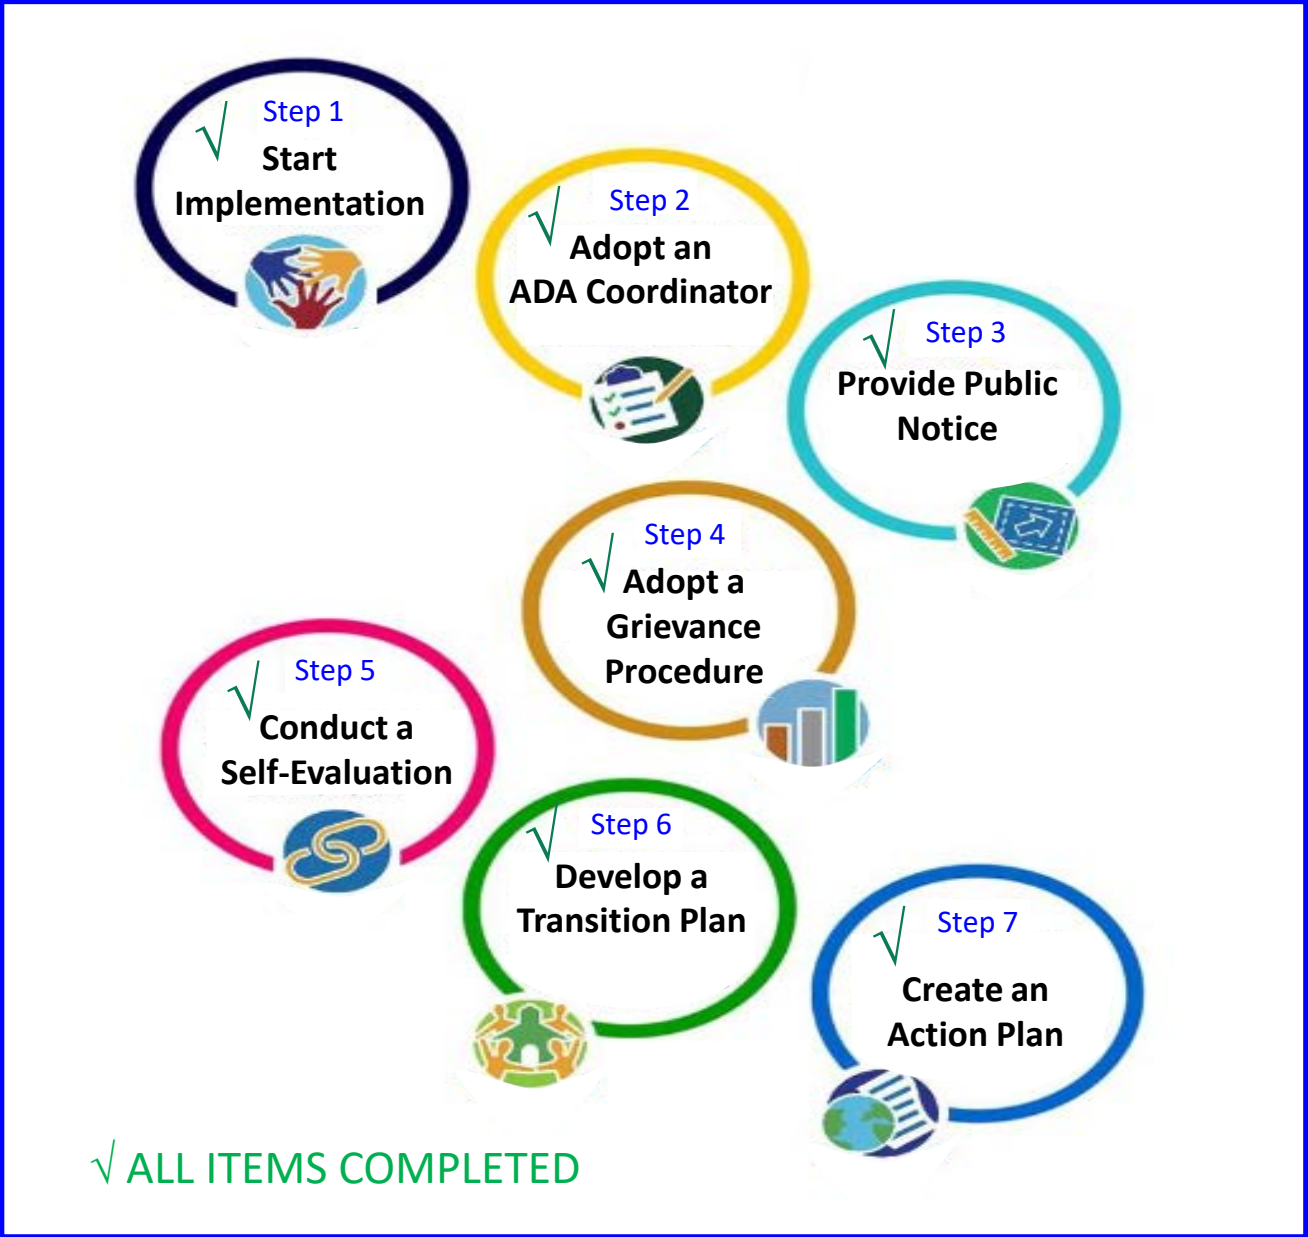 √ Step 1
Start
Implementation
√ Step 2
Adopt an
ADA Coordinator
√ Step 3
Provide Public
Notice
√ Step 4
Adopt a
Grievance
Procedure
√ Step 5
Conduct a
Self-Evaluation
√ Step 6
Develop a
Transition Plan
√ Step 7
Create an
Action Plan
√ ALL ITEMS COMPLETED